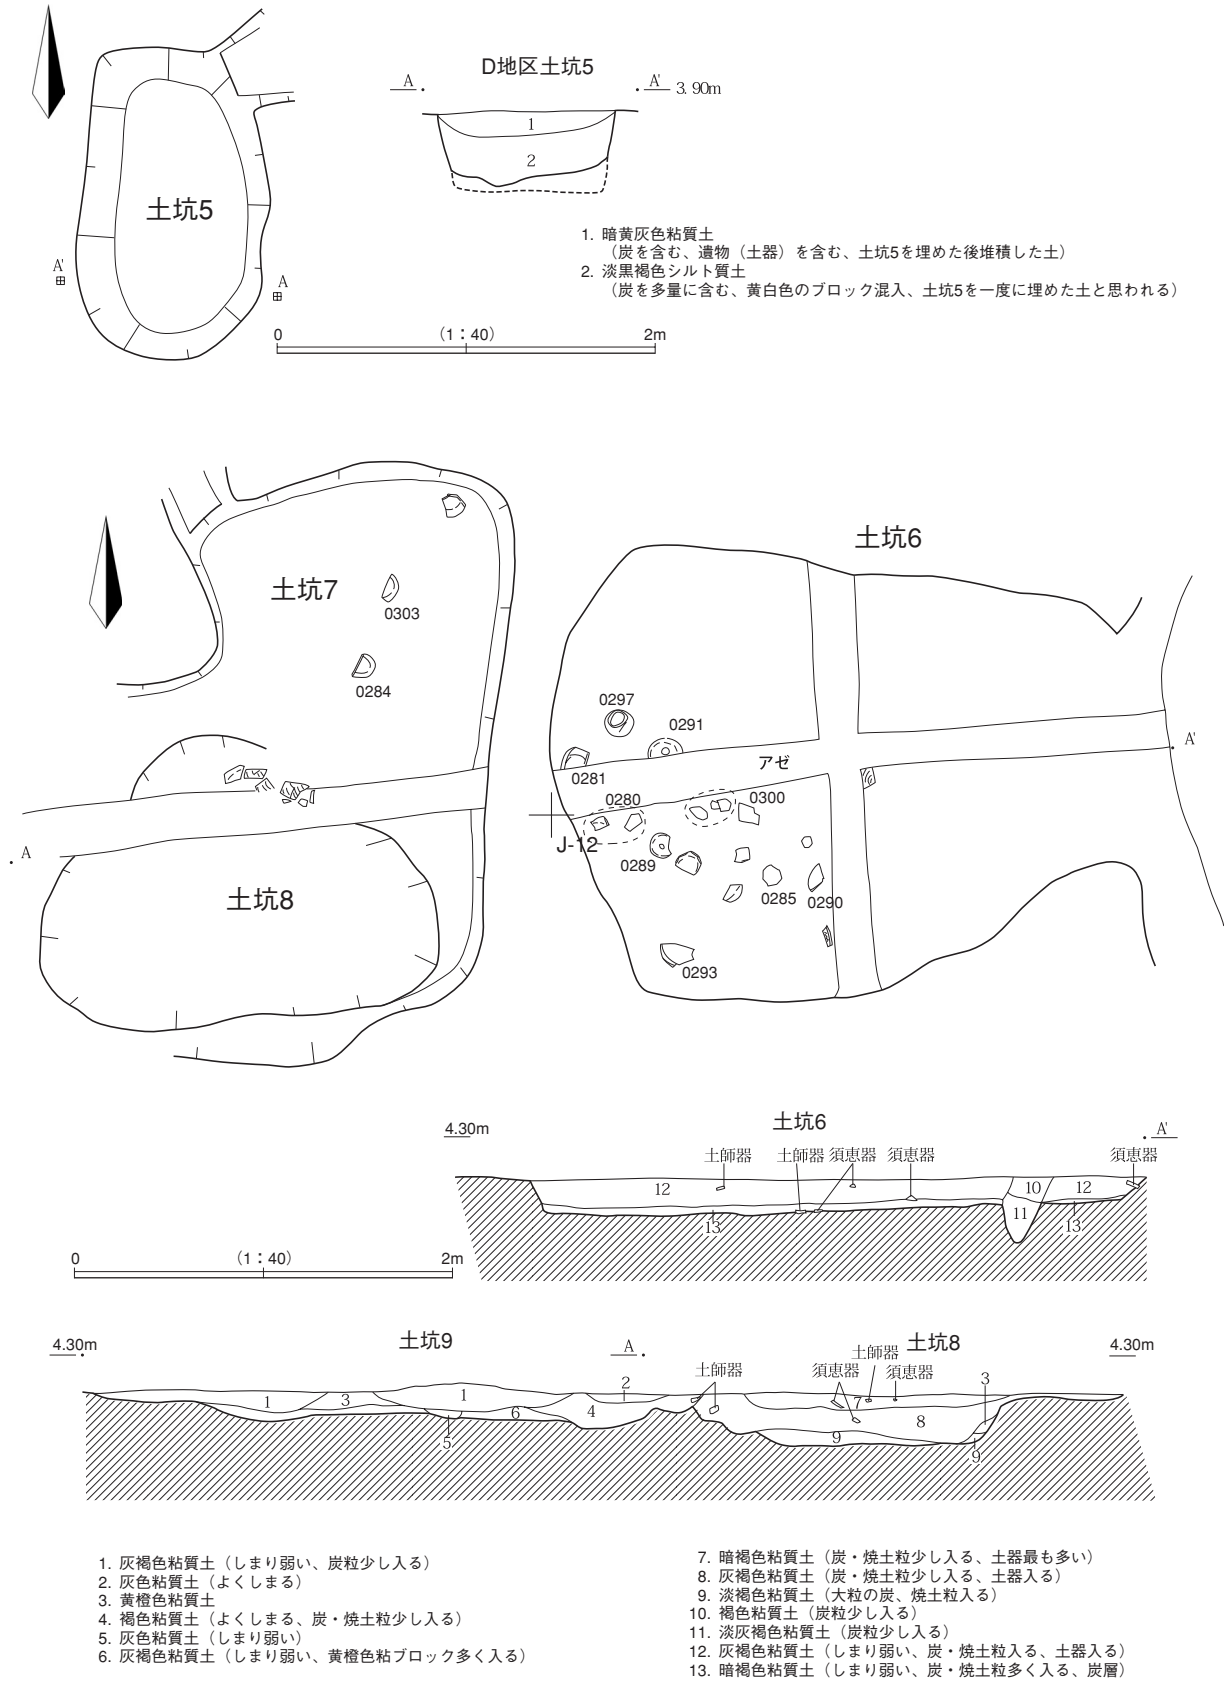 D地区土坑5
A
A'
3.90m
1
2
土坑5
A'
A
1. 暗黄灰色粘質土
（炭を含む、遺物（土器）を含む、土坑5を埋めた後堆積した土）
2. 淡黒褐色シルト質土
（炭を多量に含む、黄白色のブロック混入、土坑5を一度に埋めた土と思われる）
0 （1：40） 2m
土坑7
0303
0284
土坑6
0297
0291
A'
0281
アゼ
0280
0300
J-12
0289
A
土坑8
0285
0290
0293
土坑6
4.30m
A'
土師器 土師器 須恵器 須恵器 須恵器
12
10
12
11
13
13
0 （1：40） 2m
4.30m
土坑9
A
土坑8
4.30m
土師器
土師器
須恵器
須恵器
1
3
1
2
3
7
6
4
8
5
9
9
1. 灰褐色粘質土（しまり弱い、炭粒少し入る）
2. 灰色粘質土（よくしまる）
3. 黄橙色粘質土
4. 褐色粘質土（よくしまる、炭・焼土粒少し入る）
5. 灰色粘質土（しまり弱い）
6. 灰褐色粘質土（しまり弱い、黄橙色粘ブロック多く入る）
7. 暗褐色粘質土（炭・焼土粒少し入る、土器最も多い）
8. 灰褐色粘質土（炭・焼土粒少し入る、土器入る）
9. 淡褐色粘質土（大粒の炭、焼土粒入る）
10. 褐色粘質土（炭粒少し入る）
11. 淡灰褐色粘質土（炭粒少し入る）
12. 灰褐色粘質土（しまり弱い、炭・焼土粒入る、土器入る）
13. 暗褐色粘質土（しまり弱い、炭・焼土粒多く入る、炭層）